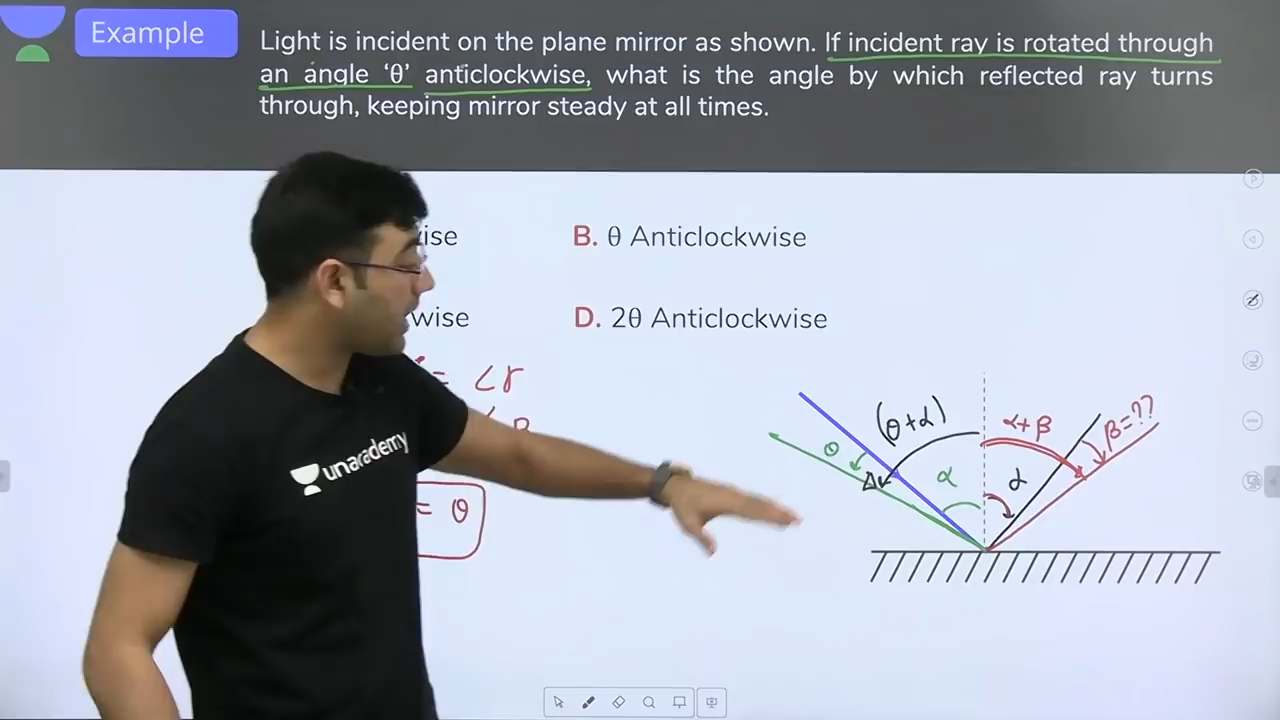 Example
Light is incident on the plane mirror as shown. If incident ray is rotated through
an angle ‘θ’ anticlockwise, what is the angle by which reflected ray turns
through, keeping mirror steady at all times.
B. θ Anticlockwise
D. 2θ Anticlockwise
= ∠r
= θ
(θ+α)
α+β
β=??
θ
α
α
unacademy